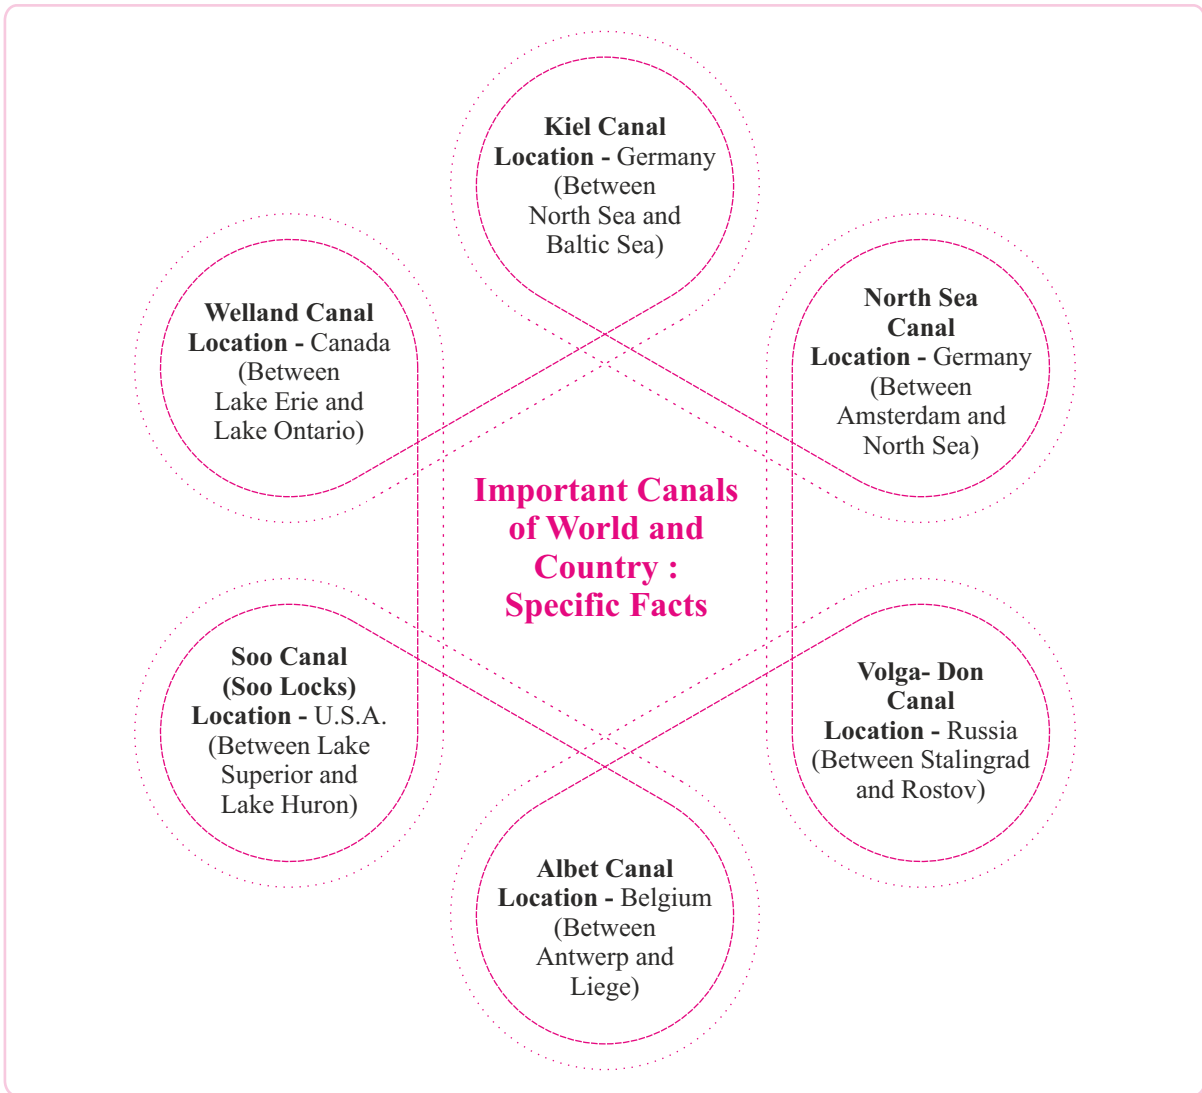 Kiel Canal
Location - Germany
(Between
North Sea and
Baltic Sea)
Welland Canal
Location - Canada
(Between
Lake Erie and
Lake Ontario)
North Sea
Canal
Location - Germany
(Between
Amsterdam and
North Sea)
Important Canals
of World and
Country :
Specific Facts
Soo Canal
(Soo Locks)
Location - U.S.A.
(Between Lake
Superior and
Lake Huron)
Volga- Don
Canal
Location - Russia
(Between Stalingrad
and Rostov)
Albet Canal
Location - Belgium
(Between
Antwerp and
Liege)